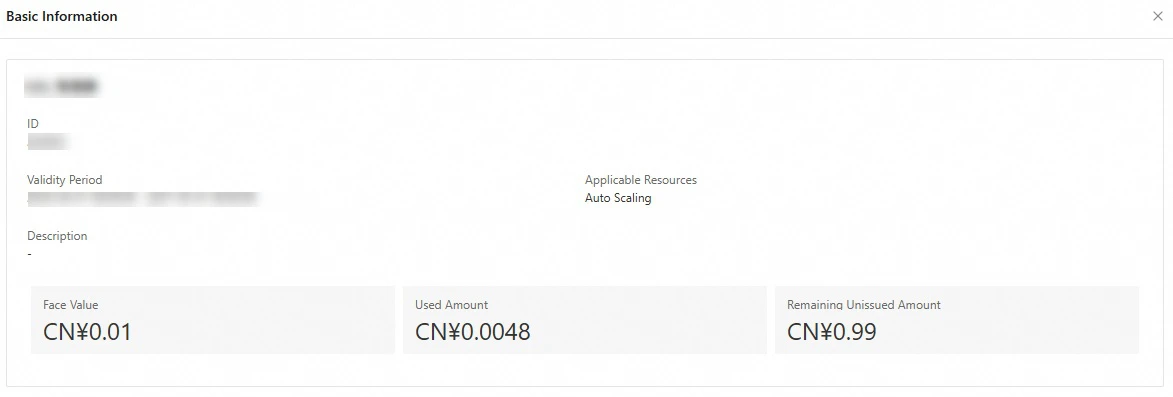 Basic Information
ID
Validity Period
Applicable Resources
Auto Scaling
Description
-
Face Value
CN¥0.01
Used Amount
CN¥0.0048
Remaining Unissued Amount
CN¥0.99